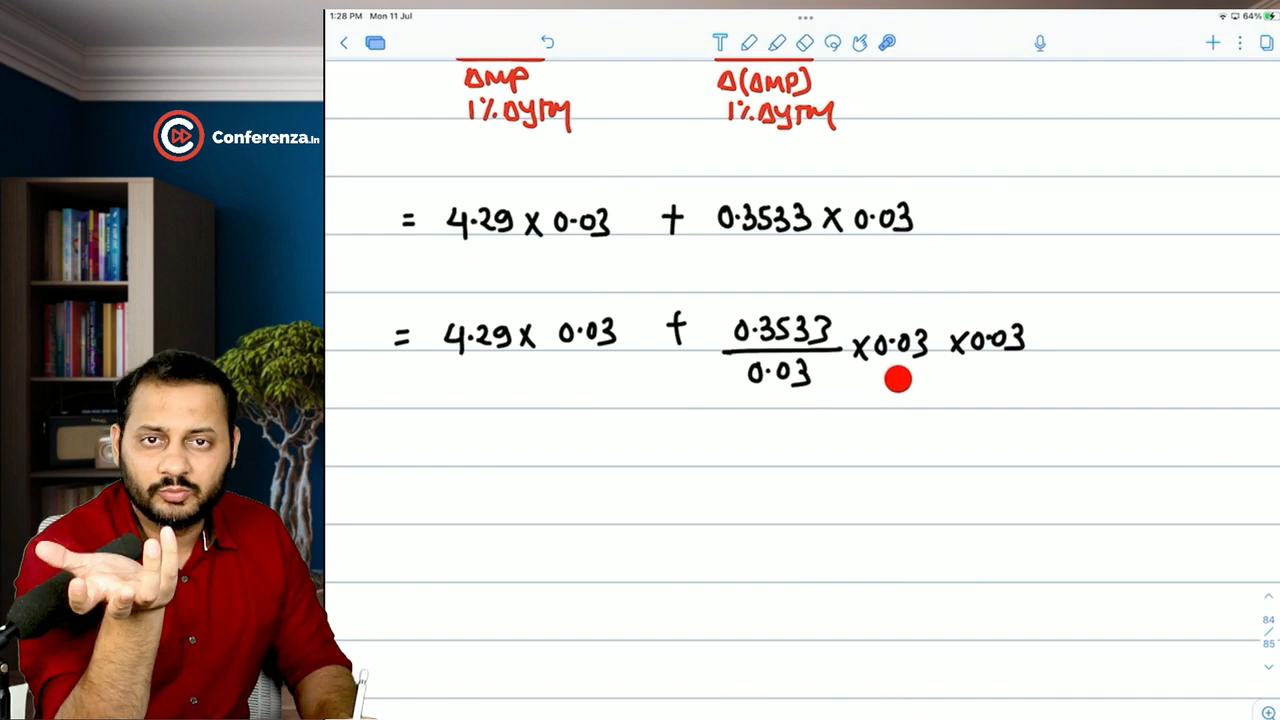 1:28 PM Mon 11 Jul
64%
T
ΔMP Δ(ΔMP)
1% ΔYTM 1% ΔYTM
Conferenza.In
= 4.29 × 0.03 + 0.3533 × 0.03
= 4.29 × 0.03 + 0.3533 × 0.03 × 0.03
0.03
84
/
85